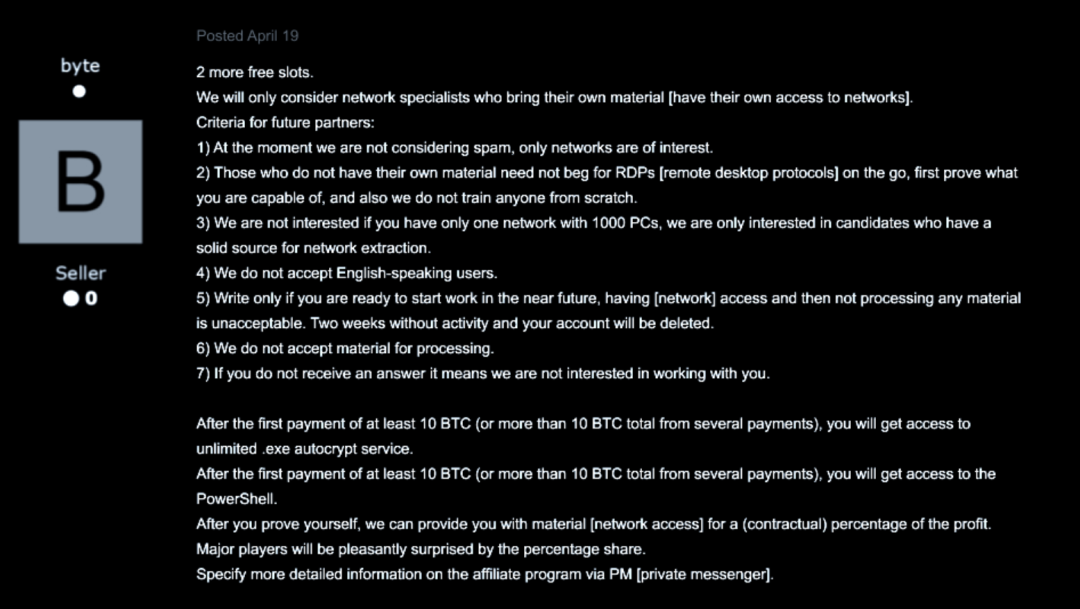 Posted April 19
byte
B
Seller
0
2 more free slots.
We will only consider network specialists who bring their own material [have their own access to networks].
Criteria for future partners:
1) At the moment we are not considering spam, only networks are of interest.
2) Those who do not have their own material need not beg for RDPs [remote desktop protocols] on the go, first prove what
you are capable of, and also we do not train anyone from scratch.
3) We are not interested if you have only one network with 1000 PCs, we are only interested in candidates who have a
solid source for network extraction.
4) We do not accept English-speaking users.
5) Write only if you are ready to start work in the near future, having [network] access and then not processing any material
is unacceptable. Two weeks without activity and your account will be deleted.
6) We do not accept material for processing.
7) If you do not receive an answer it means we are not interested in working with you.
After the first payment of at least 10 BTC (or more than 10 BTC total from several payments), you will get access to
unlimited .exe autocrypt service.
After the first payment of at least 10 BTC (or more than 10 BTC total from several payments), you will get access to the
PowerShell.
After you prove yourself, we can provide you with material [network access] for a (contractual) percentage of the profit.
Major players will be pleasantly surprised by the percentage share.
Specify more detailed information on the affiliate program via PM [private messenger].